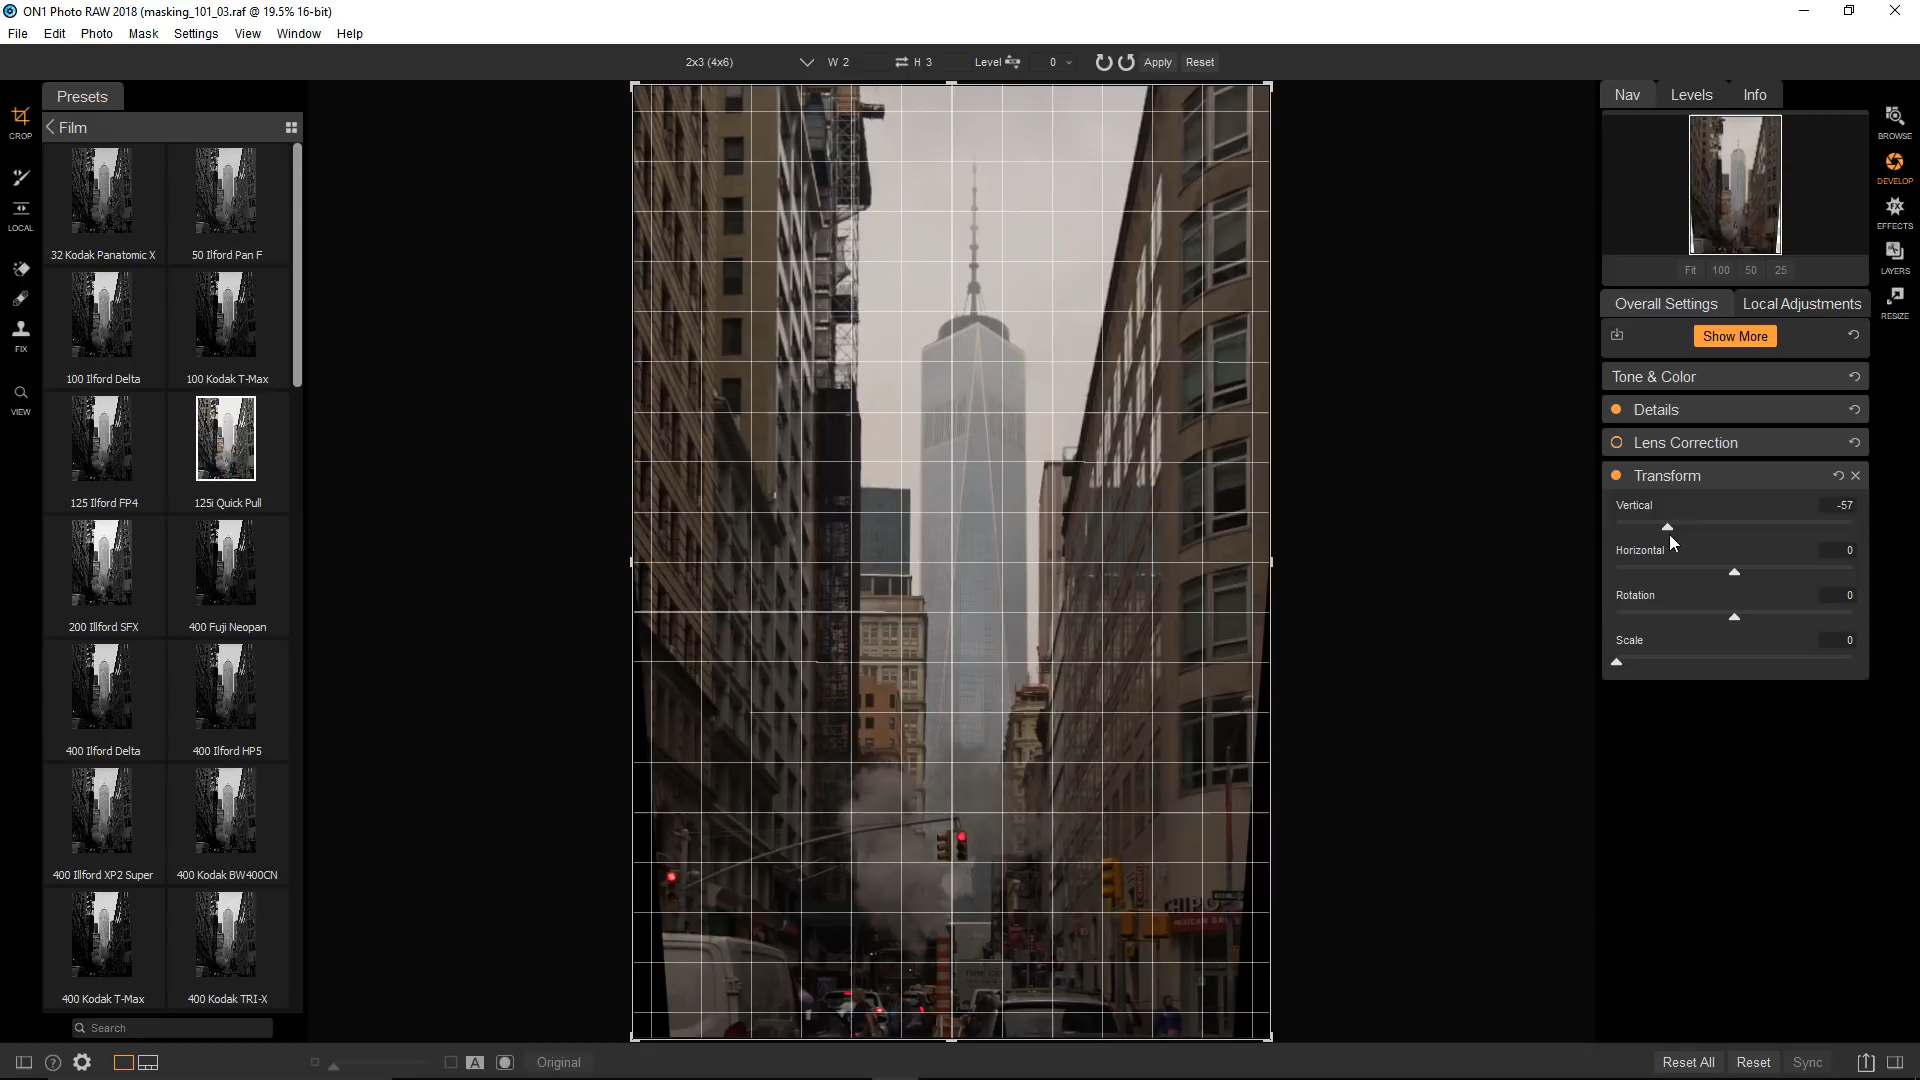 ON1 Photo RAW 2018 (masking_101_03.raf @ 19.5% 16-bit)
File Edit Photo Mask Settings View Window Help
2x3 (4x6) W 2 H 3 Level 0 Apply Reset
Presets
Film
32 Kodak Panatomic X 50 Ilford Pan F
100 Ilford Delta 100 Kodak T-Max
125 Ilford FP4 125i Quick Pull
200 Illford SFX 400 Fuji Neopan
400 Ilford Delta 400 Ilford HP5
400 Illford XP2 Super 400 Kodak BW400CN
400 Kodak T-Max 400 Kodak TRI-X
Search
CROP
LOCAL
FIX
VIEW
MEXICAN GRILL
Nav Levels Info
Fit 100 50 25
Overall Settings Local Adjustments
Show More
Tone & Color
Details
Lens Correction
Transform
Vertical -57
Horizontal 0
Rotation 0
Scale 0
BROWSE
DEVELOP
EFFECTS
LAYERS
RESIZE
A Original
Reset All Reset Sync